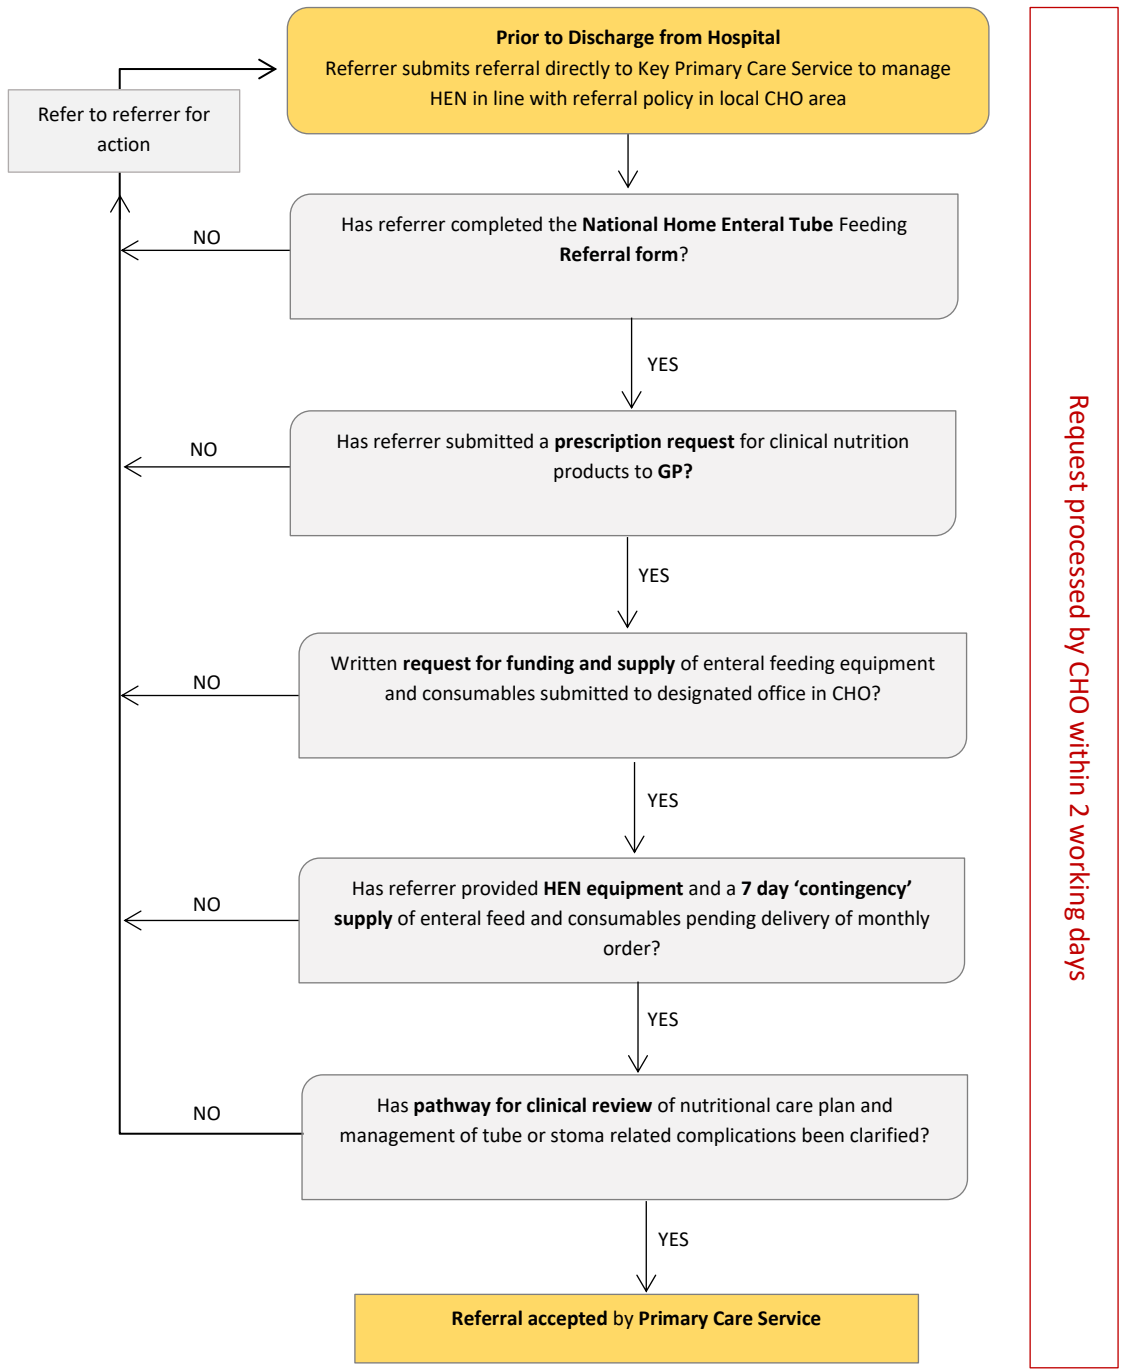 Prior to Discharge from Hospital
Referrer submits referral directly to Key Primary Care Service to manage
HEN in line with referral policy in local CHO area
Refer to referrer for
action
Has referrer completed the National Home Enteral Tube Feeding
Referral form?
NO
YES
Has referrer submitted a prescription request for clinical nutrition
products to GP?
NO
YES
Written request for funding and supply of enteral feeding equipment
and consumables submitted to designated office in CHO?
NO
YES
Has referrer provided HEN equipment and a 7 day ‘contingency’
supply of enteral feed and consumables pending delivery of monthly
order?
NO
YES
Has pathway for clinical review of nutritional care plan and
management of tube or stoma related complications been clarified?
NO
YES
Referral accepted by Primary Care Service
Request processed by CHO within 2 working days